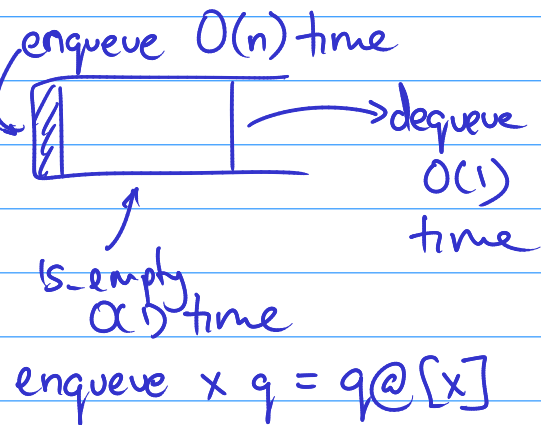 enqueue O(n) time
dequeue
O(1)
time
is_empty
O(1) time
enqueue x q = q@[x]